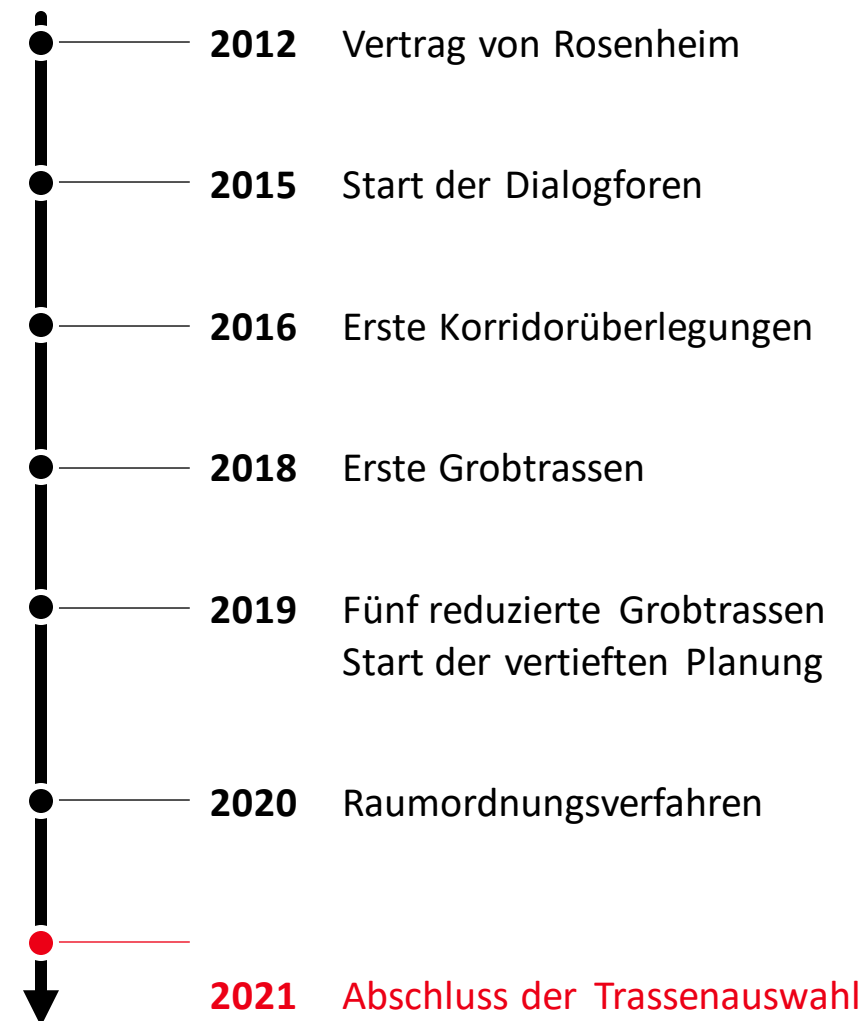 2012 Vertrag von Rosenheim
2015 Start der Dialogforen
2016 Erste Korridorüberlegungen
2018 Erste Grobtrassen
2019 Fünf reduzierte Grobtrassen
Start der vertieften Planung
2020 Raumordnungsverfahren
2021 Abschluss der Trassenauswahl